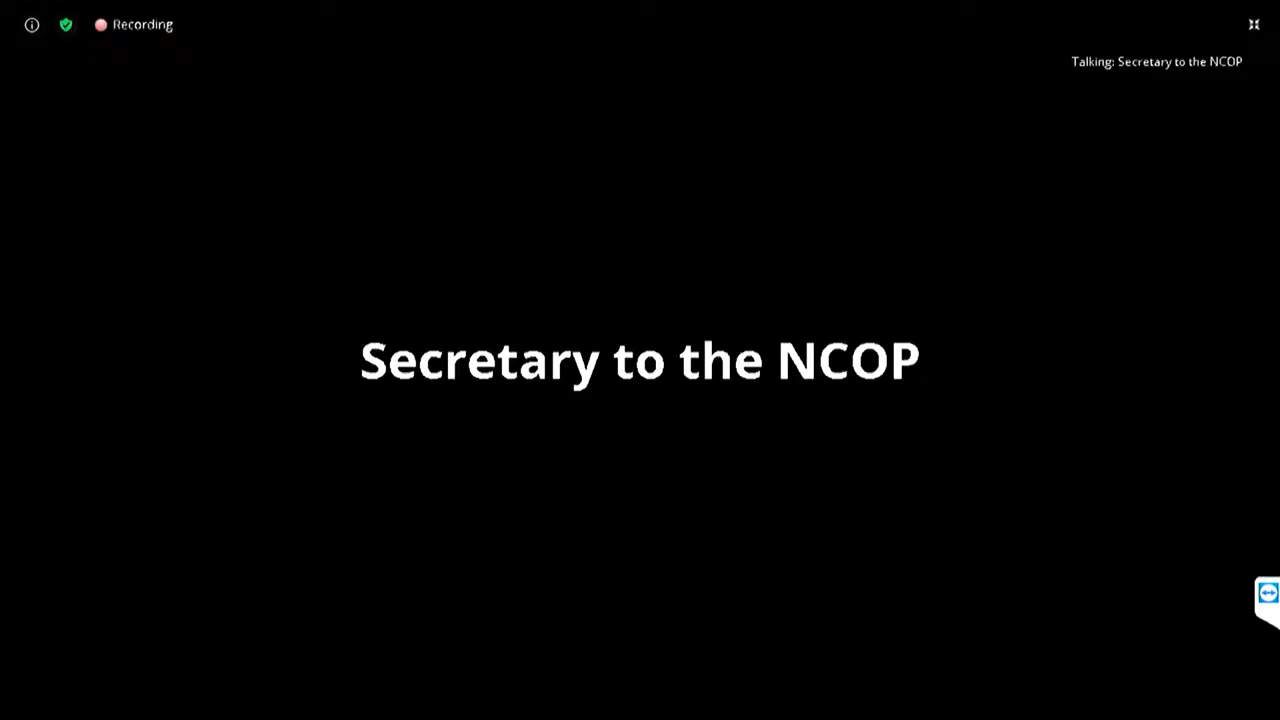 Recording
Talking: Secretary to the NCOP
Secretary to the NCOP